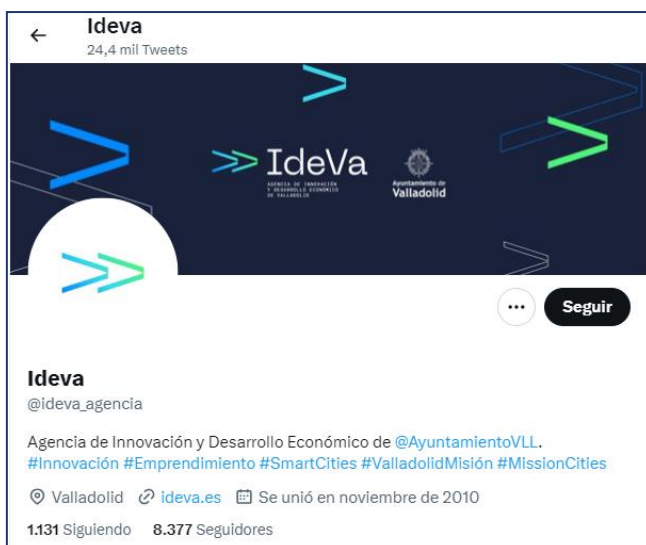 Ideva
24,4 mil Tweets
IdeVa
AGENCIA DE INNOVACIÓN
Y DESARROLLO ECONÓMICO
DE VALLADOLID
Ayuntamiento de
Valladolid
Seguir
Ideva
@ideva_agencia
Agencia de Innovación y Desarrollo Económico de @AyuntamientoVLL.
#Innovación #Emprendimiento #SmartCities #ValladolidMisión #MissionCities
Valladolid ideva.es Se unió en noviembre de 2010
1.131 Siguiendo 8.377 Seguidores